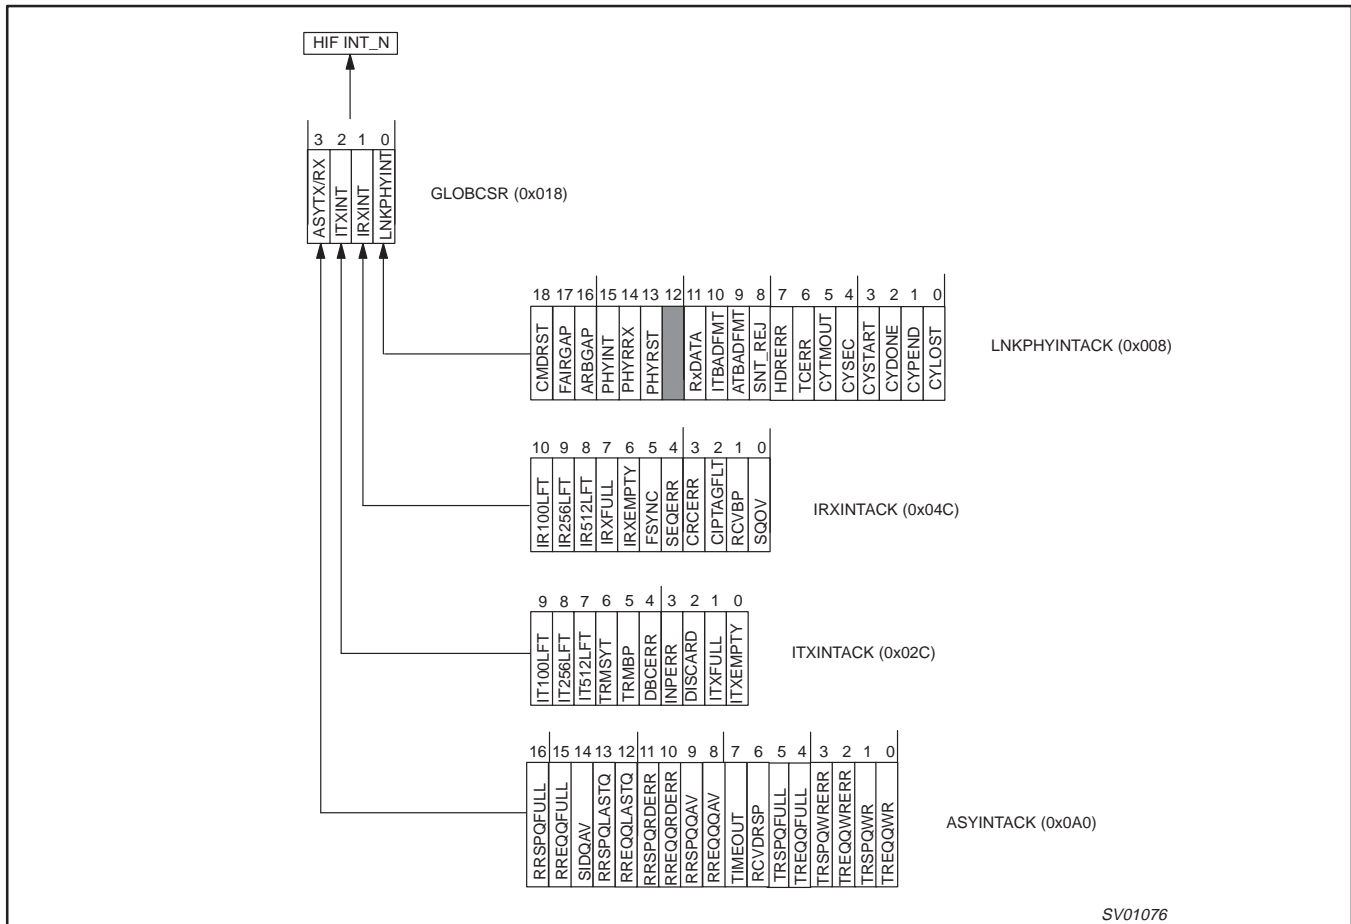 HIF INT_N
3 2 1 0
ASYTX/RX
ITXINT
IRXINT
LNKPHYINT
GLOBCSR (0x018)
18 17 16 15 14 13 12 11 10 9 8 7 6 5 4 3 2 1 0
CMDRST
FAIRGAP
ARBGAP
PHYINT
PHYRRX
PHYRST
RxDATA
ITBADFMT
ATBADFMT
SNT_REJ
HDRERR
TCERR
CYTMOUT
CYSEC
CYSTART
CYDONE
CYPEND
CYLOST
LNKPHYINTACK (0x008)
10 9 8 7 6 5 4 3 2 1 0
IR100LFT
IR256LFT
IR512LFT
IRXFULL
IRXEMPTY
FSYNC
SEQERR
CRCERR
CIPTAGFLT
RCVBP
SQOV
IRXINTACK (0x04C)
9 8 7 6 5 4 3 2 1 0
IT100LFT
IT256LFT
IT512LFT
TRMSYT
TRMBP
DBCERR
INPERR
DISCARD
ITXFULL
ITXEMPTY
ITXINTACK (0x02C)
16 15 14 13 12 11 10 9 8 7 6 5 4 3 2 1 0
RRSPQFULL
RREQQFULL
SIDQAV
RRSPQLASTQ
RREQQLASTQ
RRSPQRDERR
RREQQRDERR
RRSPQQAV
RREQQQAV
TIMEOUT
RCVDRSP
TRSPQFULL
TREQQFULL
TRSPQWRERR
TREQQWRERR
TRSPQWR
TREQQWR
ASYINTACK (0x0A0)
SV01076